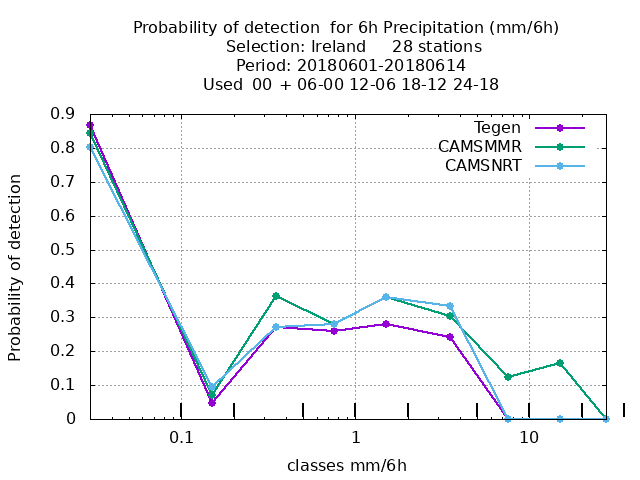 Probability of detection  for 6h Precipitation (mm/6h)
Selection: Ireland     28 stations
Period: 20180601-20180614
Used  00  + 06-00 12-06 18-12 24-18
Tegen
CAMSMMR
CAMSNRT
Probability of detection
0.9
0.8
0.7
0.6
0.5
0.4
0.3
0.2
0.1
0
0.1
1
10
classes mm/6h